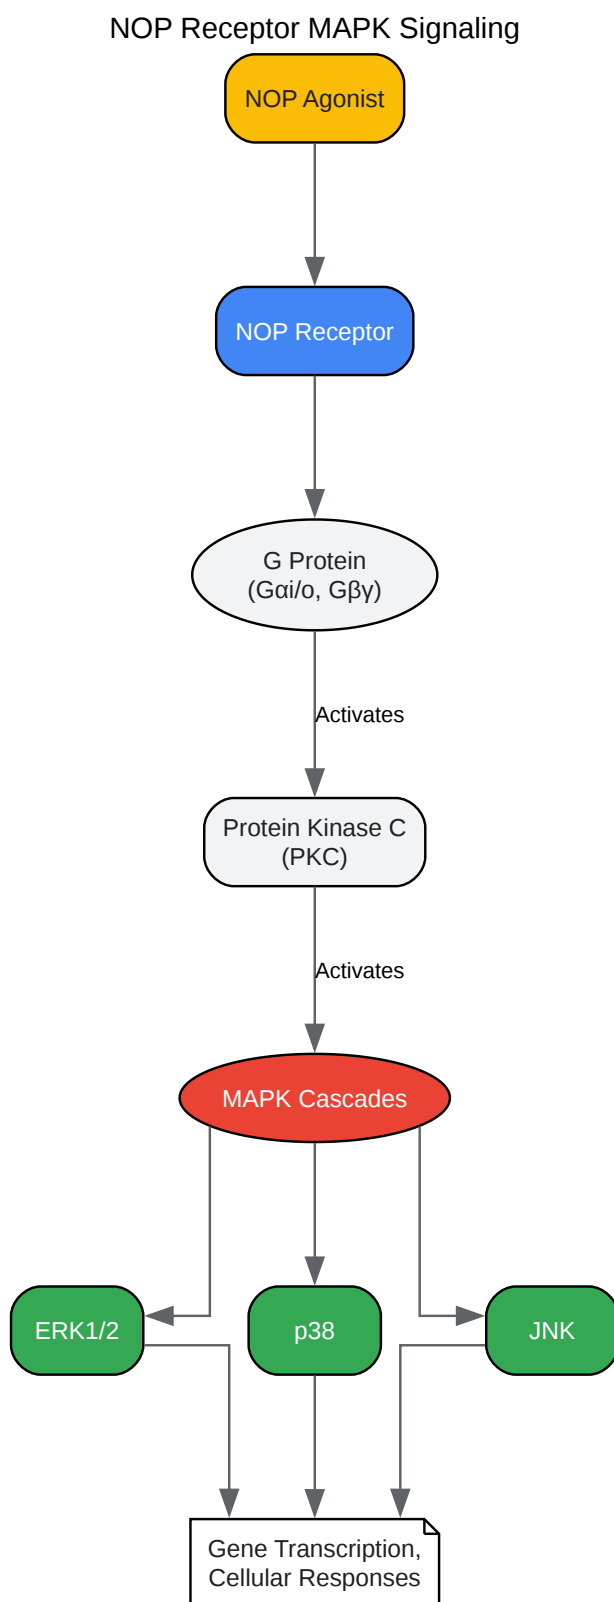 NOP Receptor MAPK Signaling
NOP Agonist
NOP Receptor
G Protein
(Gαi/o, Gβγ)
Activates
Protein Kinase C
(PKC)
Activates
MAPK Cascades
ERK1/2
p38
JNK
Gene Transcription,
Cellular Responses